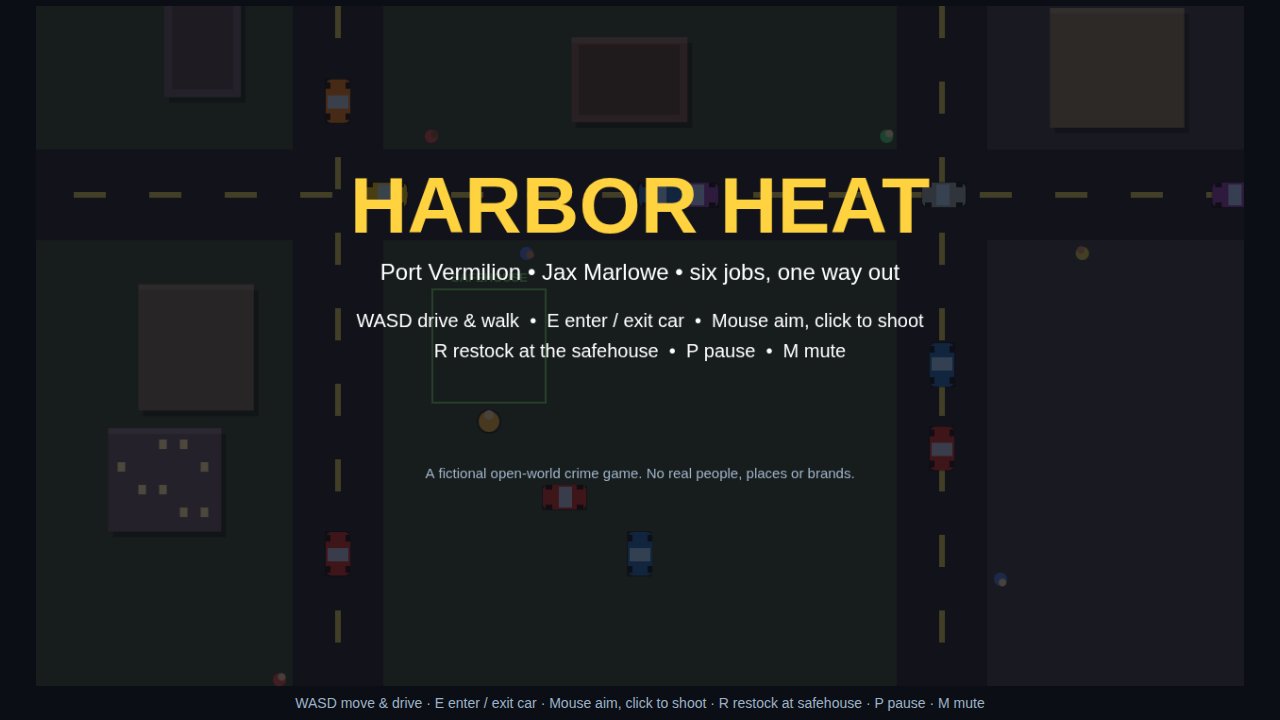 HARBOR HEAT
Port Vermilion • Jax Marlowe • six jobs, one way out
WASD drive & walk • E enter / exit car • Mouse aim, click to shoot
R restock at the safehouse • P pause • M mute
A fictional open-world crime game. No real people, places or brands.
WASD move & drive · E enter / exit car · Mouse aim, click to shoot · R restock at safehouse · P pause · M mute